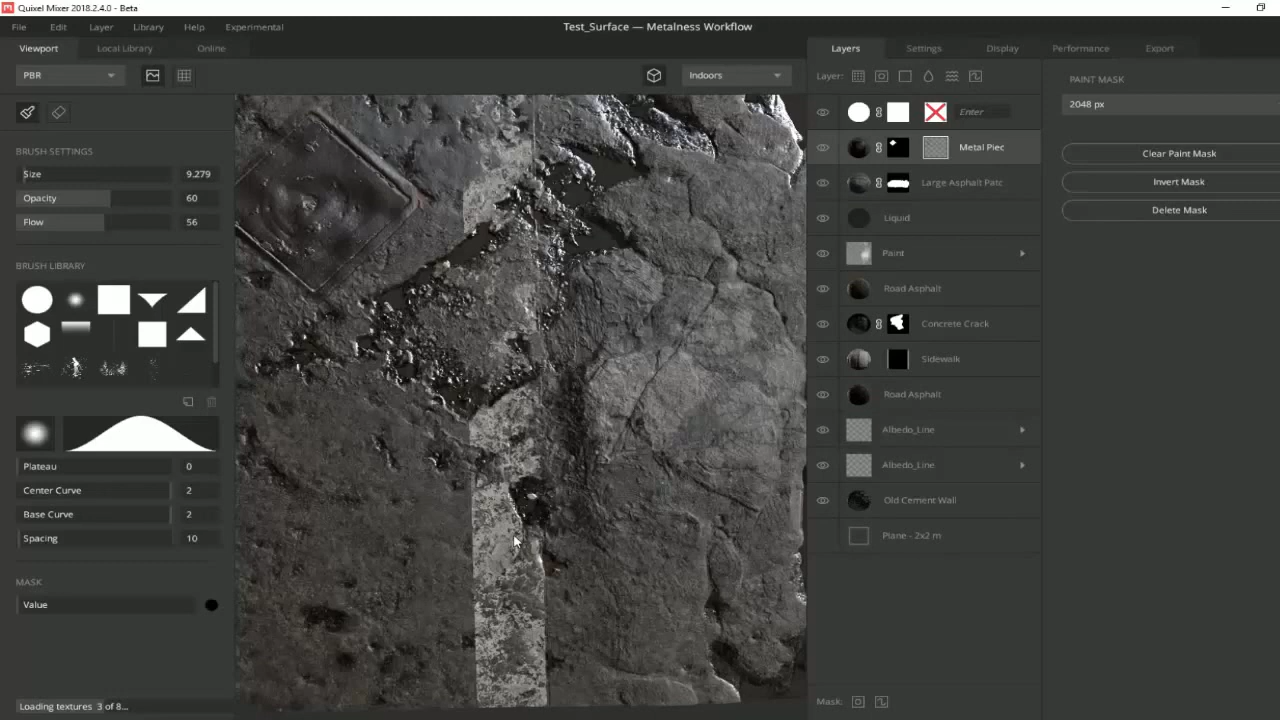 Quixel Mixer 2018.2.4.0 - Beta
File Edit Layer Library Help Experimental
Test_Surface — Metalness Workflow
Viewport Local Library Online
Layers Settings Display Performance Export
PBR
Indoors
Layer:
PAINT MASK
2048 px
Clear Paint Mask
Invert Mask
Delete Mask
BRUSH SETTINGS
Size 9.279
Opacity 60
Flow 56
BRUSH LIBRARY
Plateau 0
Center Curve 2
Base Curve 2
Spacing 10
MASK
Value
Loading textures 3 of 8...
Enter
Metal Piec
Large Asphalt Patc
Liquid
Paint
Road Asphalt
Concrete Crack
Sidewalk
Road Asphalt
Albedo_Line
Albedo_Line
Old Cement Wall
Plane - 2x2 m
Mask: